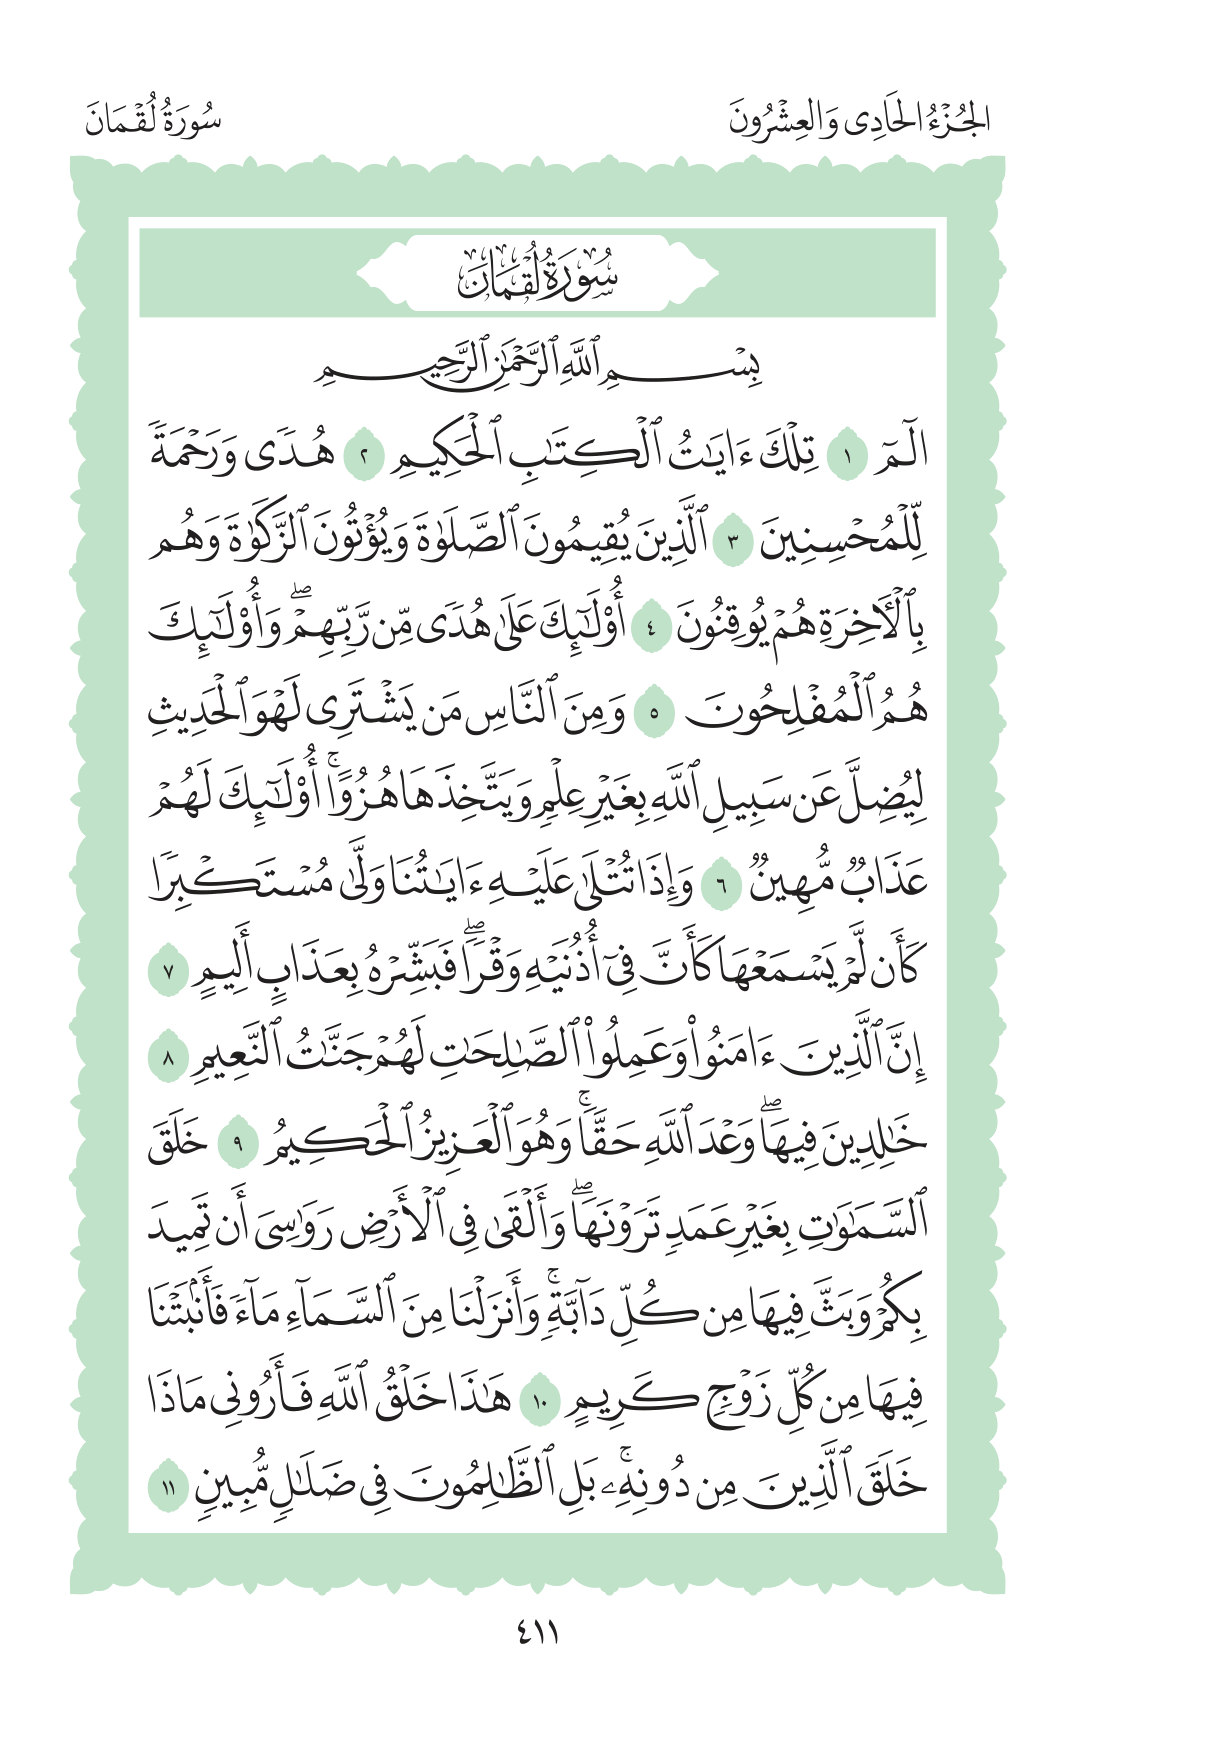 الجُزْءُ الحَادِى وَالعِشْرُونَ
سُورَةُ لُقْمَانَ
سُورَةُ لُقْمَانَ
بِسْمِ ٱللَّهِ ٱلرَّحْمَٰنِ ٱلرَّحِيمِ
الٓمٓ ١ تِلْكَ ءَايَٰتُ ٱلْكِتَٰبِ ٱلْحَكِيمِ ٢ هُدًى وَرَحْمَةً
لِّلْمُحْسِنِينَ ٣ ٱلَّذِينَ يُقِيمُونَ ٱلصَّلَوٰةَ وَيُؤْتُونَ ٱلزَّكَوٰةَ وَهُم
بِٱلْءَاخِرَةِ هُمْ يُوقِنُونَ ٤ أُو۟لَٰٓئِكَ عَلَىٰ هُدًى مِّن رَّبِّهِمْ ۖ وَأُو۟لَٰٓئِكَ
هُمُ ٱلْمُفْلِحُونَ ٥ وَمِنَ ٱلنَّاسِ مَن يَشْتَرِى لَهْوَ ٱلْحَدِيثِ
لِيُضِلَّ عَن سَبِيلِ ٱللَّهِ بِغَيْرِ عِلْمٍ وَيَتَّخِذَهَا هُزُوًا ۚ أُو۟لَٰٓئِكَ لَهُمْ
عَذَابٌ مُّهِينٌ ٦ وَإِذَا تُتْلَىٰ عَلَيْهِ ءَايَٰتُنَا وَلَّىٰ مُسْتَكْبِرًا
كَأَن لَّمْ يَسْمَعْهَا كَأَنَّ فِىٓ أُذُنَيْهِ وَقْرًا ۖ فَبَشِّرْهُ بِعَذَابٍ أَلِيمٍ ٧
إِنَّ ٱلَّذِينَ ءَامَنُوا۟ وَعَمِلُوا۟ ٱلصَّٰلِحَٰتِ لَهُمْ جَنَّٰتُ ٱلنَّعِيمِ ٨
خَٰلِدِينَ فِيهَا ۖ وَعْدَ ٱللَّهِ حَقًّا ۚ وَهُوَ ٱلْعَزِيزُ ٱلْحَكِيمُ ٩ خَلَقَ
ٱلسَّمَٰوَٰتِ بِغَيْرِ عَمَدٍ تَرَوْنَهَا ۖ وَأَلْقَىٰ فِى ٱلْأَرْضِ رَوَٰسِىَ أَن تَمِيدَ
بِكُمْ وَبَثَّ فِيهَا مِن كُلِّ دَآبَّةٍ ۚ وَأَنزَلْنَا مِنَ ٱلسَّمَآءِ مَآءً فَأَنۢبَتْنَا
فِيهَا مِن كُلِّ زَوْجٍ كَرِيمٍ ١٠ هَٰذَا خَلْقُ ٱللَّهِ فَأَرُونِى مَاذَا
خَلَقَ ٱلَّذِينَ مِن دُونِهِۦ ۚ بَلِ ٱلظَّٰلِمُونَ فِى ضَلَٰلٍ مُّبِينٍ ١١
٤١١